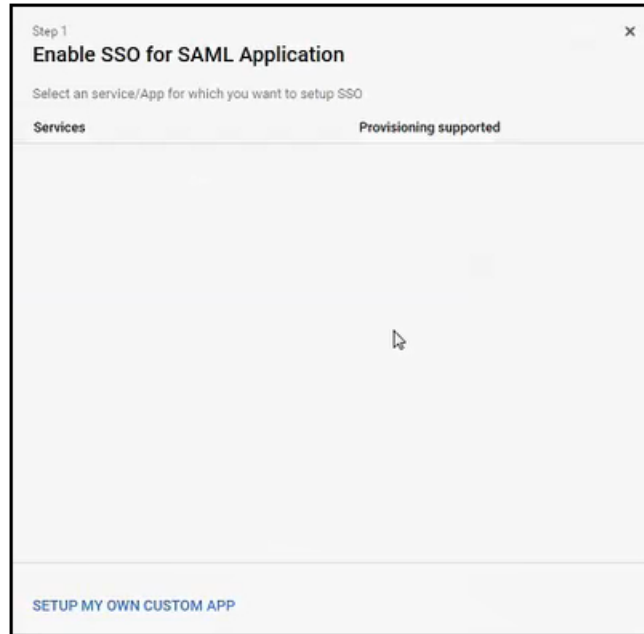 Step 1
Enable SSO for SAML Application
Select an service/App for which you want to setup SSO
Services Provisioning supported
SETUP MY OWN CUSTOM APP